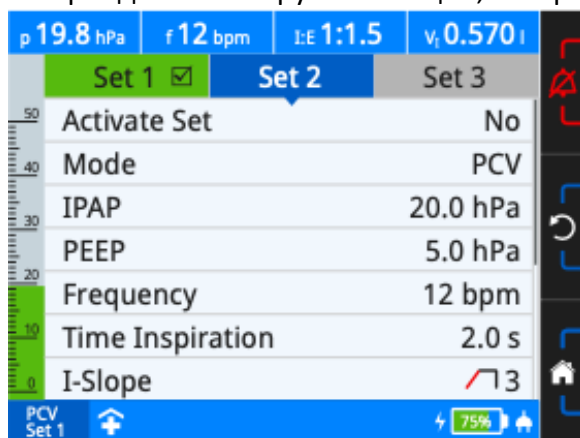 p 19.8 hPa f 12 bpm I:E 1:1.5 Vt 0.570 l
Set 1 ☑ Set 2 Set 3
50
Activate Set No
40
Mode PCV
IPAP 20.0 hPa
30
PEEP 5.0 hPa
20
Frequency 12 bpm
10
Time Inspiration 2.0 s
0
I-Slope 3
PCV
Set 1 75%